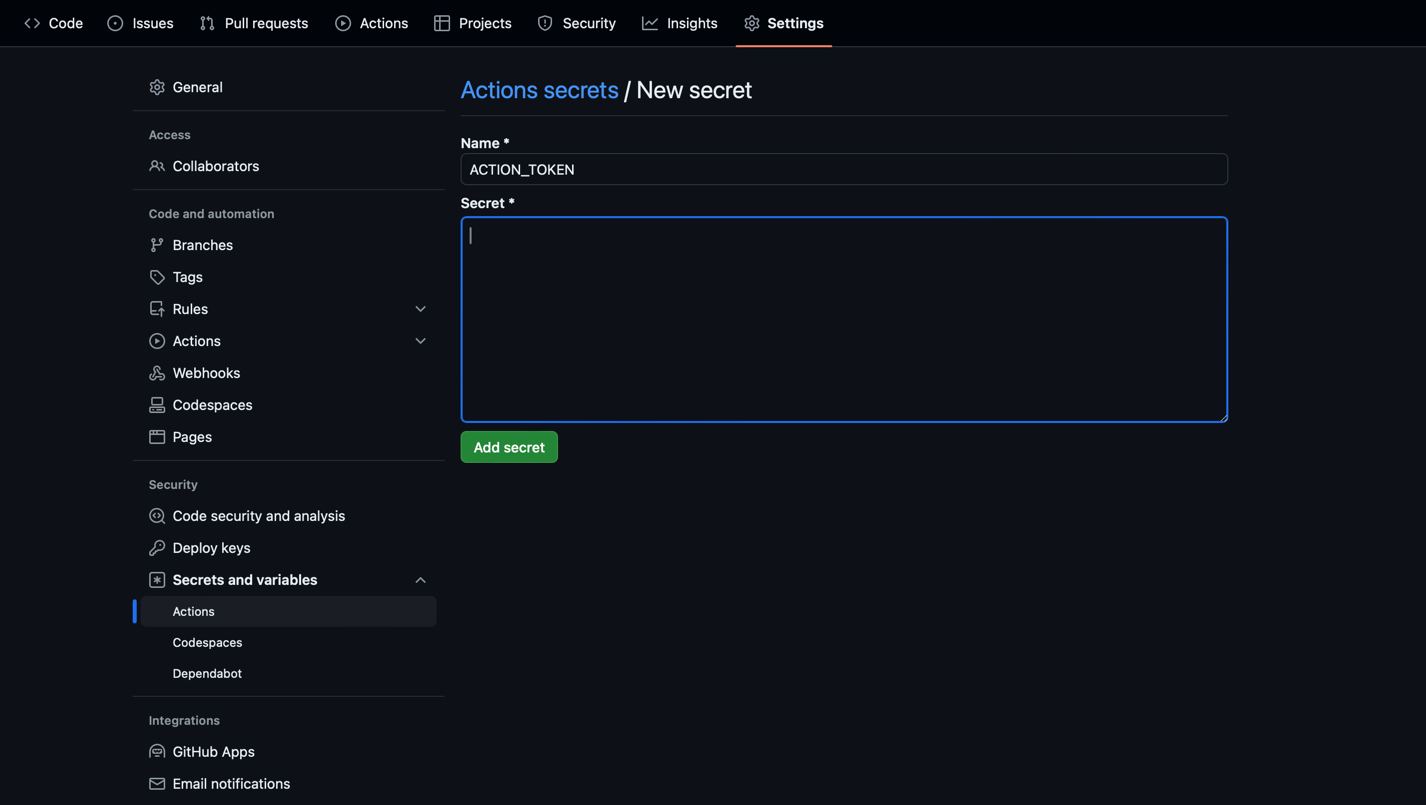 Code Issues Pull requests Actions Projects Security Insights Settings
General
Access
Collaborators
Code and automation
Branches
Tags
Rules
Actions
Webhooks
Codespaces
Pages
Security
Code security and analysis
Deploy keys
Secrets and variables
Actions
Codespaces
Dependabot
Integrations
GitHub Apps
Email notifications
Actions secrets / New secret
Name *
ACTION_TOKEN
Secret *
Add secret